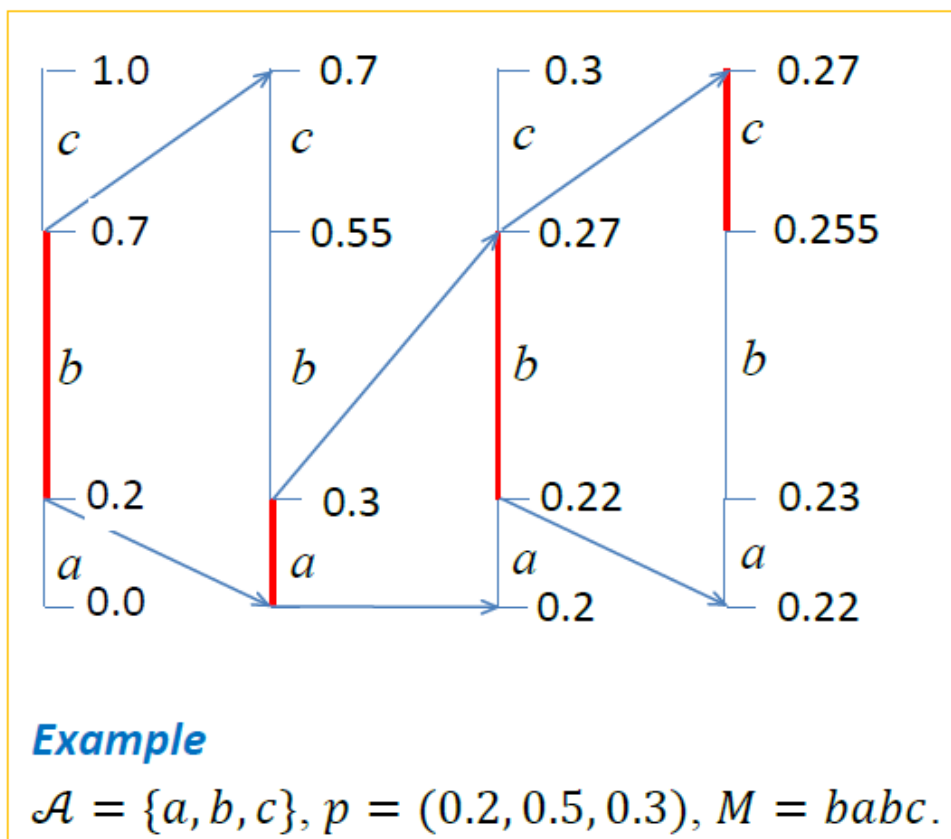 1.0 0.7 0.3 0.27
c c c c
0.7 0.55 0.27 0.255
b b b b
0.2 0.3 0.22 0.23
a a a a
0.0 0.2 0.22
Example
𝒜 = {a, b, c}, p = (0.2, 0.5, 0.3), M = babc.